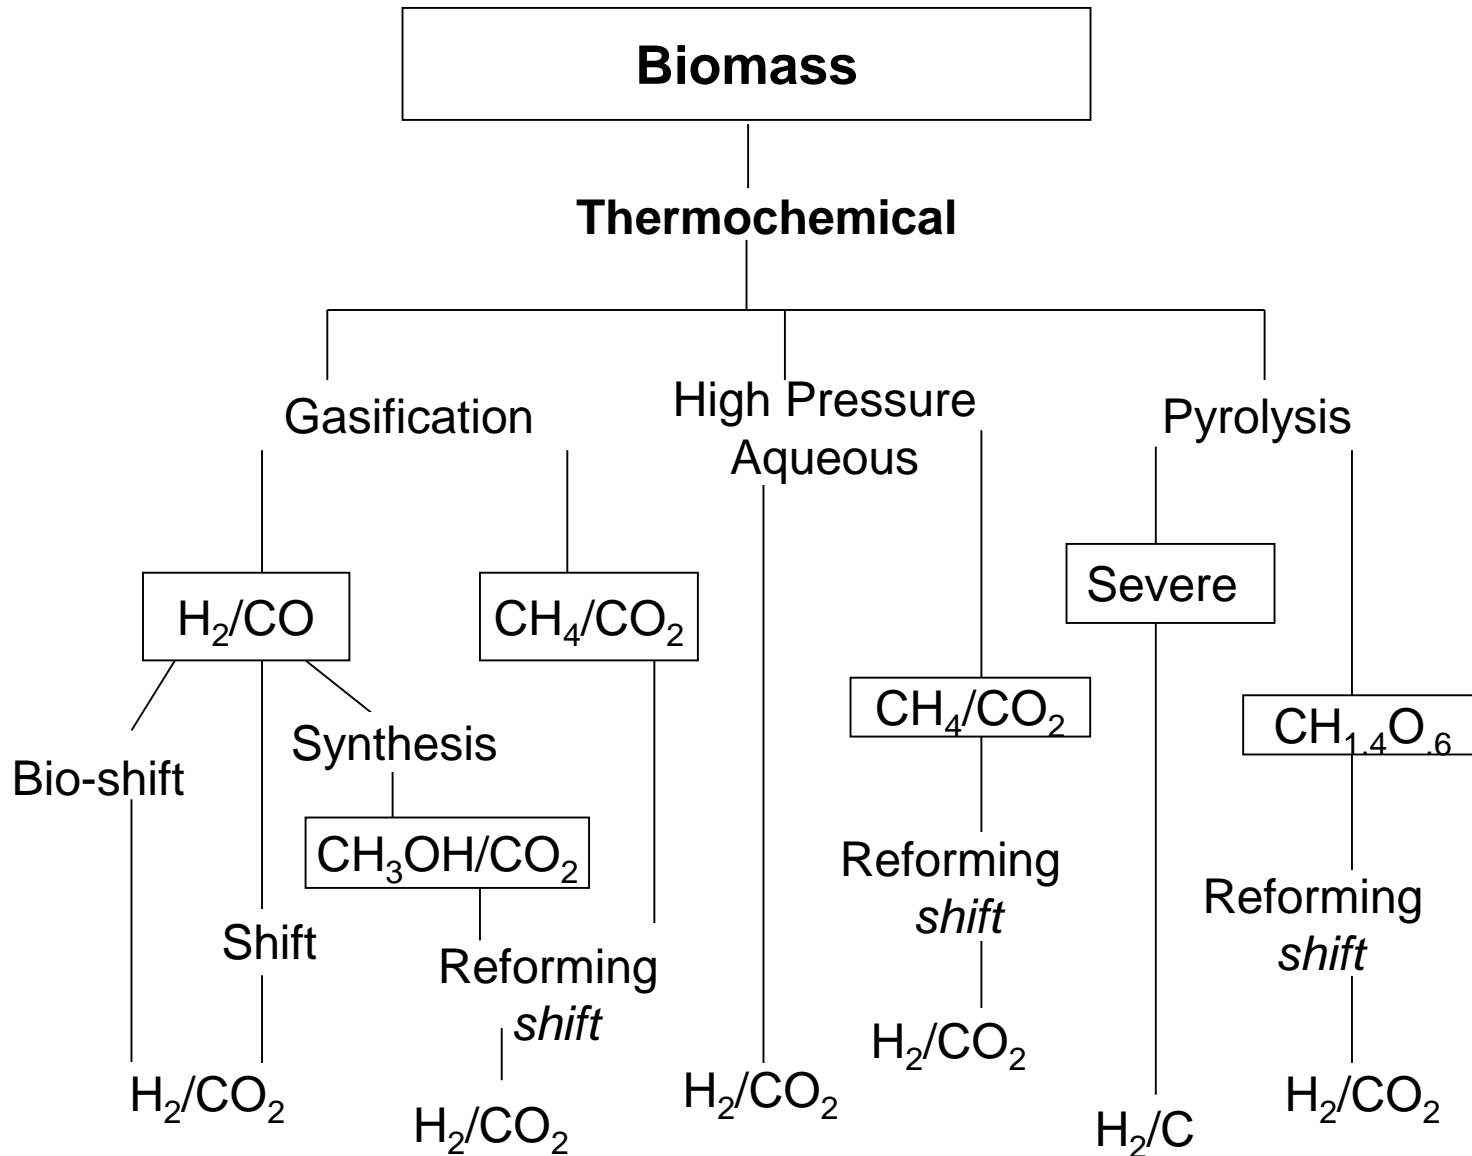 Biomass
Thermochemical
Gasification
High Pressure
Aqueous
Pyrolysis
H₂/CO
CH₄/CO₂
Severe
CH₄/CO₂
CH₁.₄O.₆
Bio-shift
Synthesis
CH₃OH/CO₂
Shift
Reforming
shift
Reforming
shift
Reforming
shift
H₂/CO₂
H₂/CO₂
H₂/CO₂
H₂/CO₂
H₂/C
H₂/CO₂